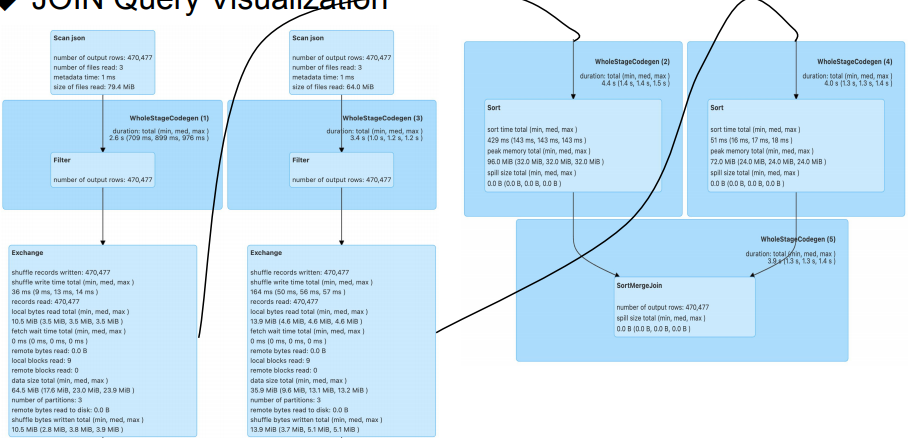 JOIN Query Visualization
Scan json
number of output rows: 470,477
number of files read: 3
metadata time: 1 ms
size of files read: 79.4 MiB
WholeStageCodegen (1)
duration: total (min, med, max )
2.6 s (709 ms, 899 ms, 976 ms )
Filter
number of output rows: 470,477
Exchange
shuffle records written: 470,477
shuffle write time total (min, med, max )
36 ms (9 ms, 13 ms, 14 ms )
records read: 470,477
local bytes read total (min, med, max )
10.5 MiB (3.5 MiB, 3.5 MiB, 3.5 MiB )
fetch wait time total (min, med, max )
0 ms (0 ms, 0 ms, 0 ms )
remote bytes read: 0.0 B
local blocks read: 9
remote blocks read: 0
data size total (min, med, max )
64.5 MiB (17.6 MiB, 23.0 MiB, 23.9 MiB )
number of partitions: 3
remote bytes read to disk: 0.0 B
shuffle bytes written total (min, med, max )
10.5 MiB (2.8 MiB, 3.8 MiB, 3.9 MiB )
Scan json
number of output rows: 470,477
number of files read: 3
metadata time: 1 ms
size of files read: 64.0 MiB
WholeStageCodegen (3)
duration: total (min, med, max )
3.4 s (1.0 s, 1.2 s, 1.2 s )
Filter
number of output rows: 470,477
Exchange
shuffle records written: 470,477
shuffle write time total (min, med, max )
164 ms (50 ms, 56 ms, 57 ms )
records read: 470,477
local bytes read total (min, med, max )
13.9 MiB (4.6 MiB, 4.6 MiB, 4.6 MiB )
fetch wait time total (min, med, max )
0 ms (0 ms, 0 ms, 0 ms )
remote bytes read: 0.0 B
local blocks read: 9
remote blocks read: 0
data size total (min, med, max )
35.9 MiB (9.6 MiB, 13.1 MiB, 13.2 MiB )
number of partitions: 3
remote bytes read to disk: 0.0 B
shuffle bytes written total (min, med, max )
13.9 MiB (3.7 MiB, 5.1 MiB, 5.1 MiB )
WholeStageCodegen (2)
duration: total (min, med, max )
4.4 s (1.4 s, 1.4 s, 1.5 s )
Sort
sort time total (min, med, max )
429 ms (143 ms, 143 ms, 143 ms )
peak memory total (min, med, max )
96.0 MiB (32.0 MiB, 32.0 MiB, 32.0 MiB )
spill size total (min, med, max )
0.0 B (0.0 B, 0.0 B, 0.0 B )
WholeStageCodegen (4)
duration: total (min, med, max )
4.0 s (1.3 s, 1.3 s, 1.4 s )
Sort
sort time total (min, med, max )
51 ms (16 ms, 17 ms, 18 ms )
peak memory total (min, med, max )
72.0 MiB (24.0 MiB, 24.0 MiB, 24.0 MiB )
spill size total (min, med, max )
0.0 B (0.0 B, 0.0 B, 0.0 B )
WholeStageCodegen (5)
duration: total (min, med, max )
3.9 s (1.3 s, 1.3 s, 1.4 s )
SortMergeJoin
number of output rows: 470,477
spill size total (min, med, max )
0.0 B (0.0 B, 0.0 B, 0.0 B )